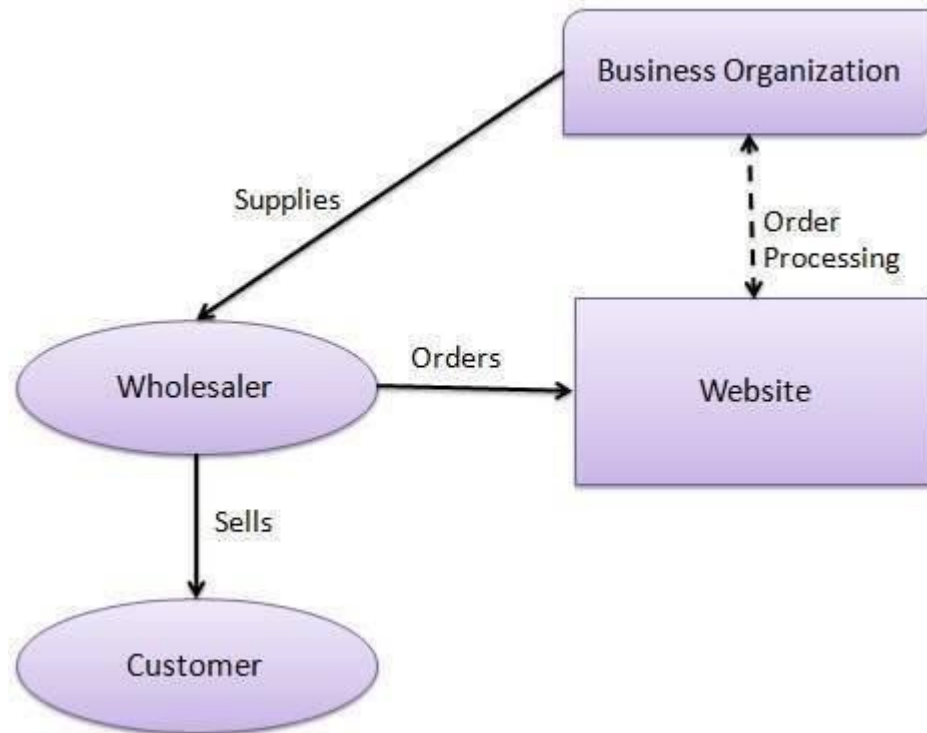 Business Organization
Supplies
Order
Processing
Wholesaler
Orders
Website
Sells
Customer